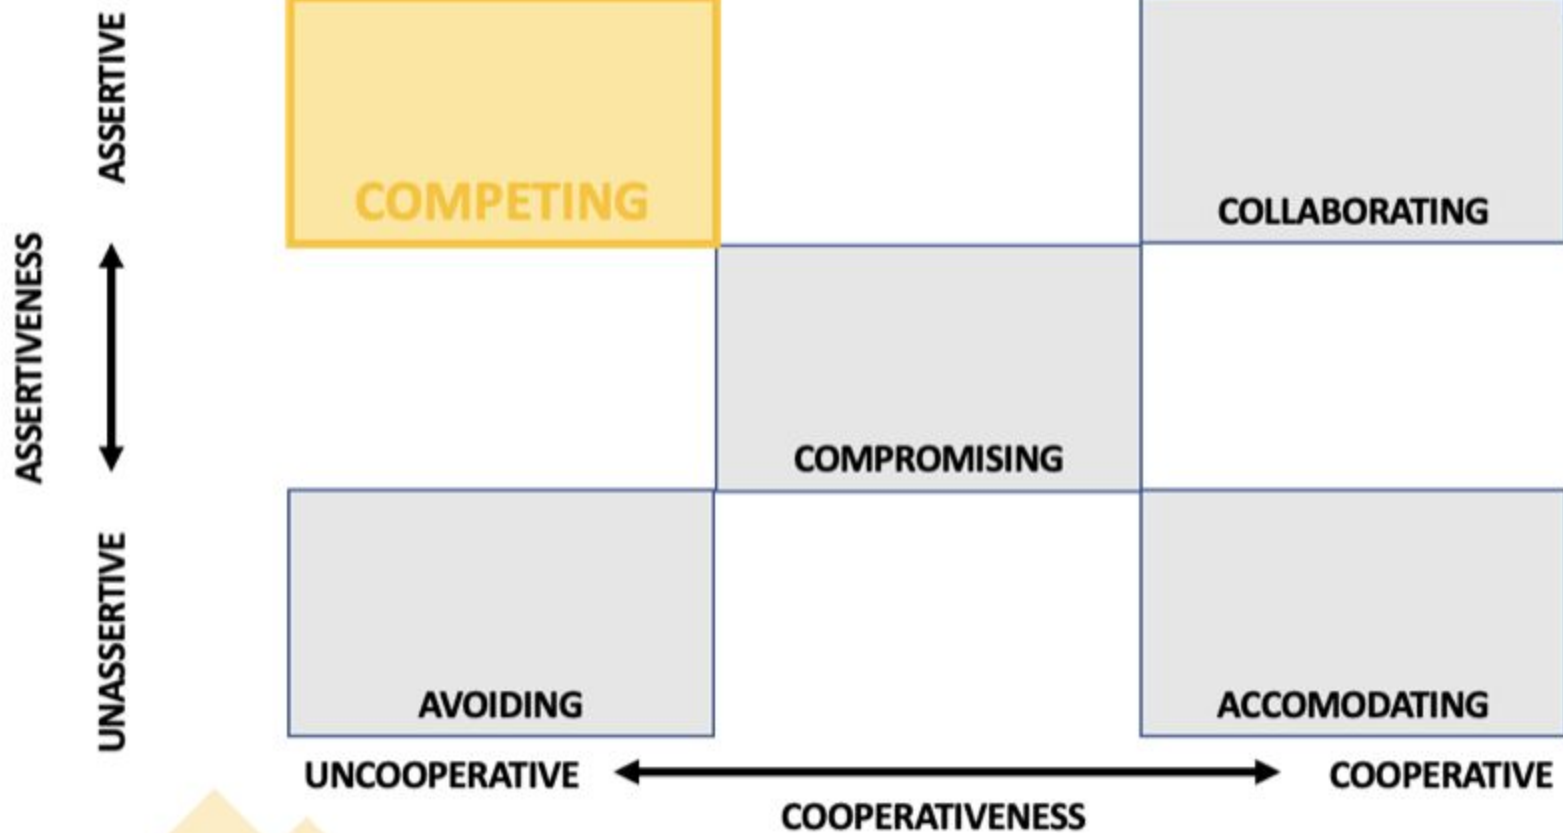 ASSERTIVE
COMPETING
COLLABORATING
ASSERTIVENESS
COMPROMISING
UNASSERTIVE
AVOIDING
ACCOMODATING
UNCOOPERATIVE
COOPERATIVE
COOPERATIVENESS